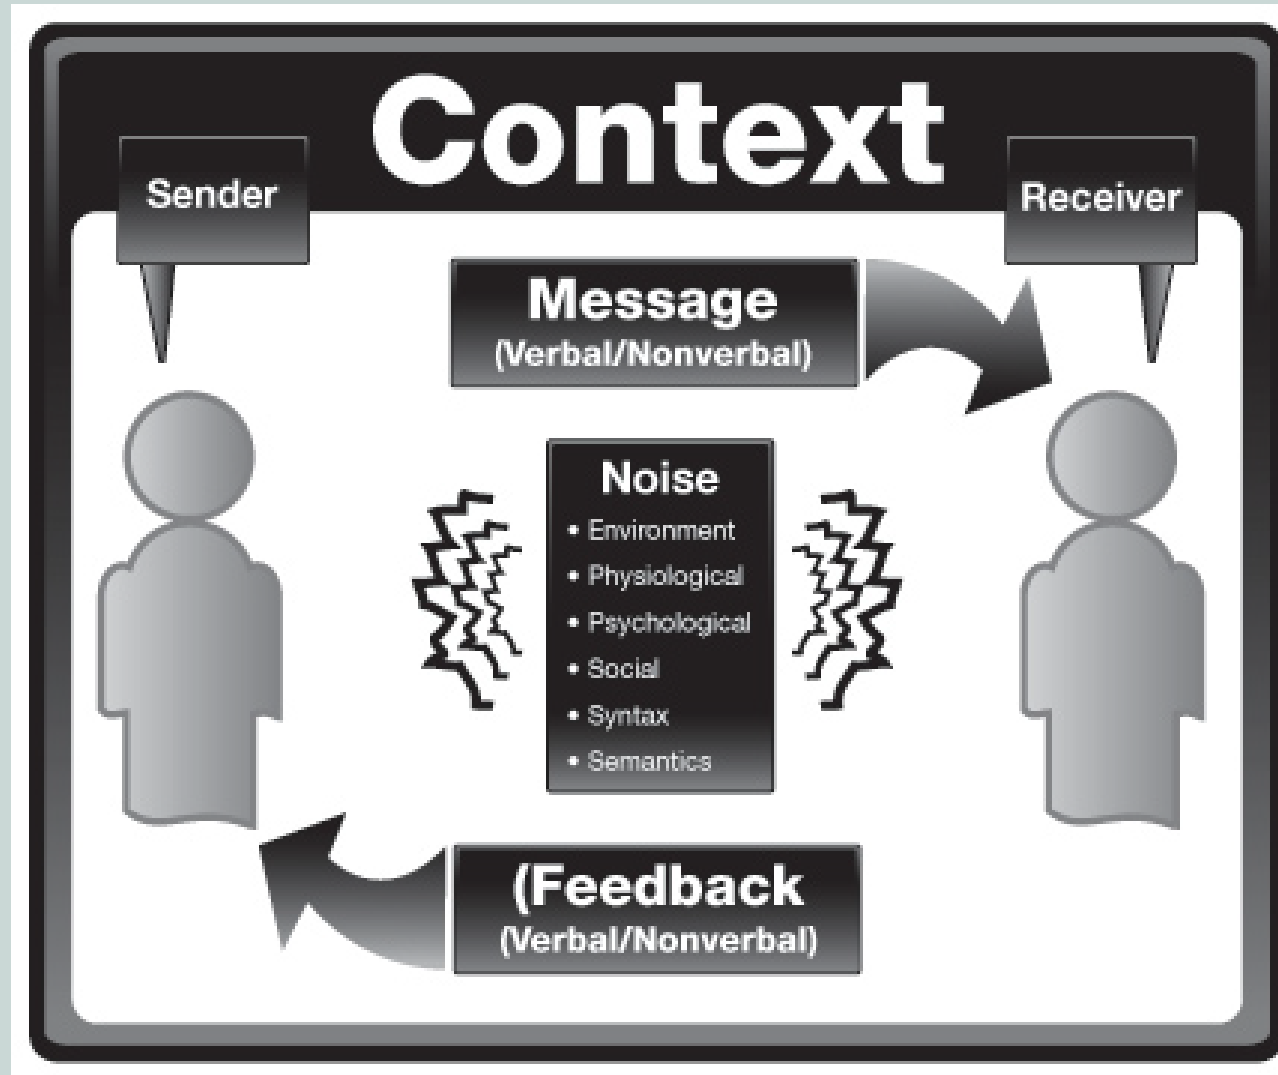 Context
Sender
Receiver
Message
(Verbal/Nonverbal)
Noise
• Environment
• Physiological
• Psychological
• Social
• Syntax
• Semantics
(Feedback
(Verbal/Nonverbal)